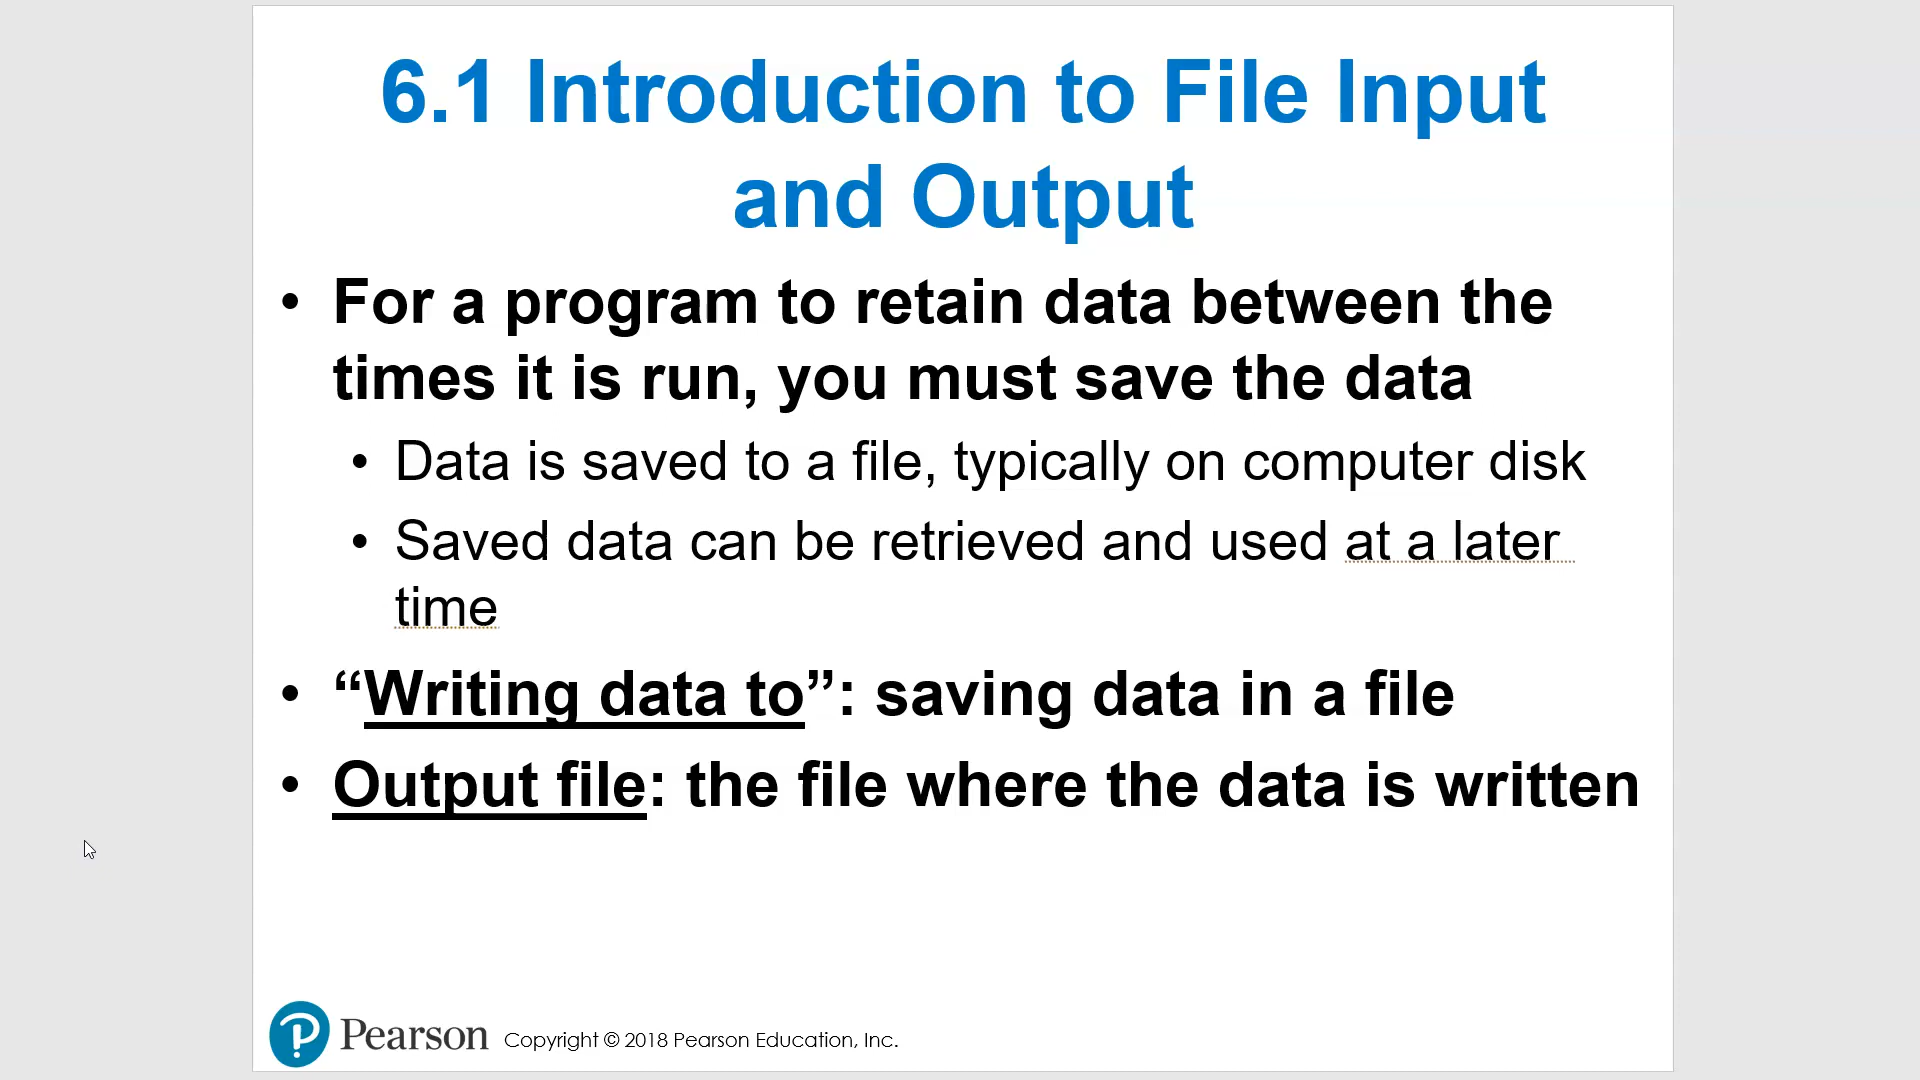 6.1 Introduction to File Input
and Output
• For a program to retain data between the
times it is run, you must save the data
• Data is saved to a file, typically on computer disk
• Saved data can be retrieved and used at a later
time
• “Writing data to”: saving data in a file
• Output file: the file where the data is written
Pearson Copyright © 2018 Pearson Education, Inc.